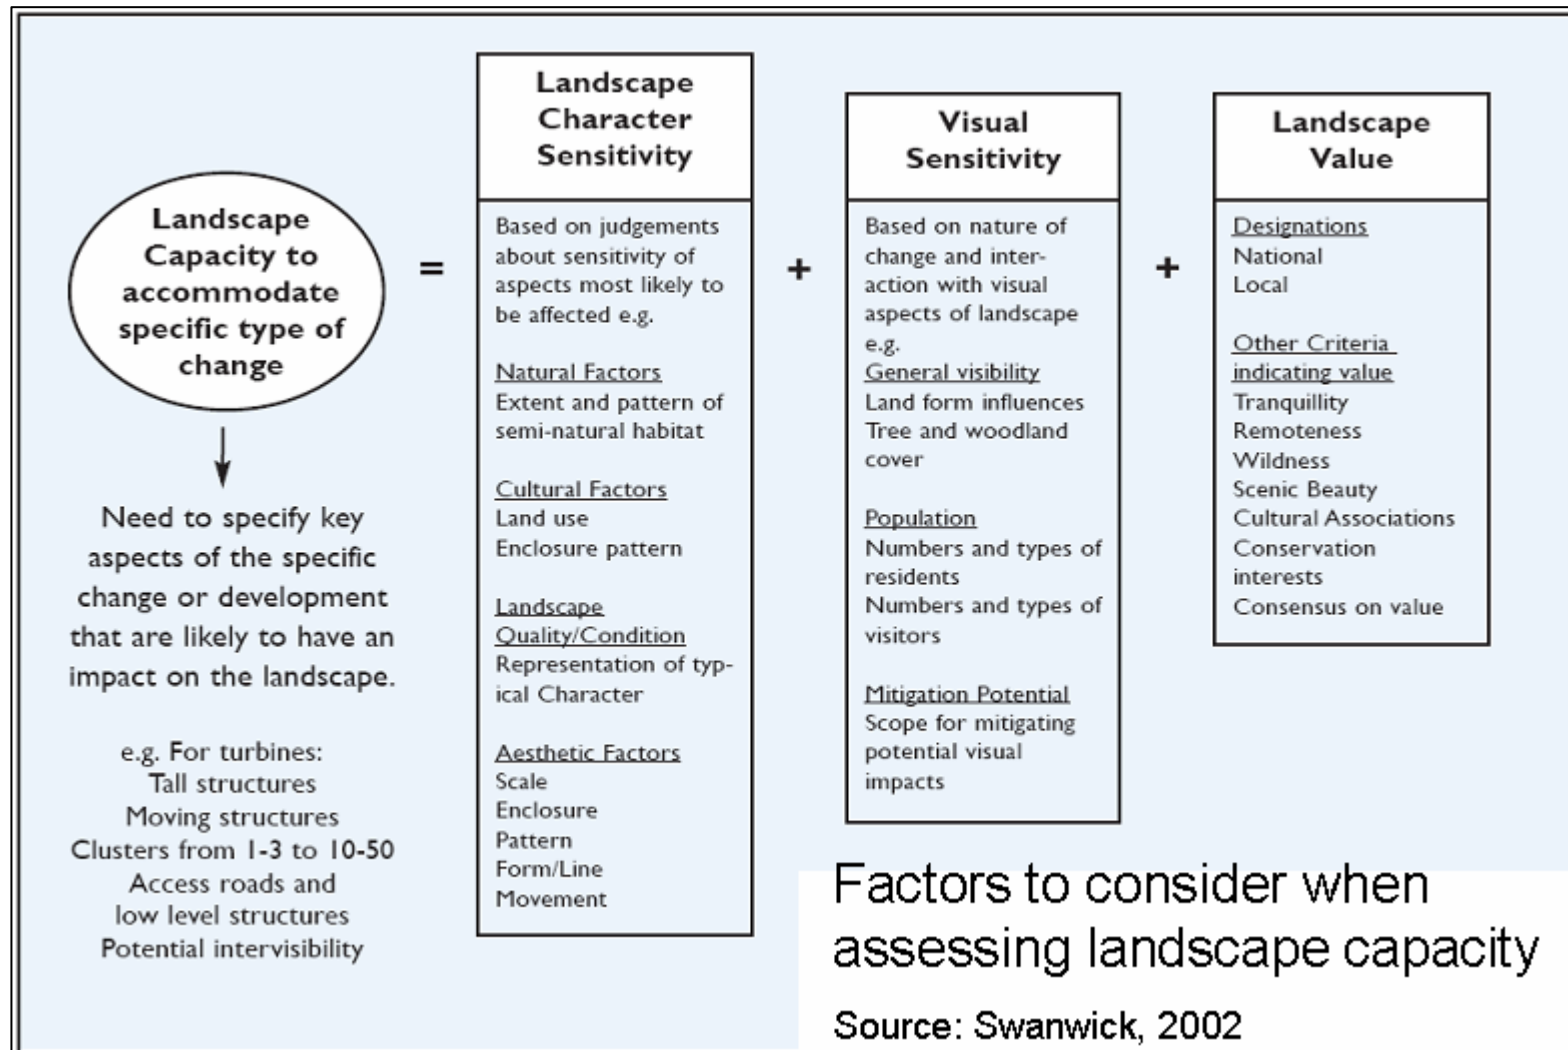 Landscape
Capacity to
accommodate
specific type of
change
Need to specify key
aspects of the specific
change or development
that are likely to have an
impact on the landscape.
e.g. For turbines:
Tall structures
Moving structures
Clusters from 1-3 to 10-50
Access roads and
low level structures
Potential intervisibility
=
Landscape
Character
Sensitivity
Based on judgements
about sensitivity of
aspects most likely to
be affected e.g.
Natural Factors
Extent and pattern of
semi-natural habitat
Cultural Factors
Land use
Enclosure pattern
Landscape
Quality/Condition
Representation of typ-
ical Character
Aesthetic Factors
Scale
Enclosure
Pattern
Form/Line
Movement
+
Visual
Sensitivity
Based on nature of
change and inter-
action with visual
aspects of landscape
e.g.
General visibility
Land form influences
Tree and woodland
cover
Population
Numbers and types of
residents
Numbers and types of
visitors
Mitigation Potential
Scope for mitigating
potential visual
impacts
+
Landscape
Value
Designations
National
Local
Other Criteria
indicating value
Tranquillity
Remoteness
Wildness
Scenic Beauty
Cultural Associations
Conservation
interests
Consensus on value
Factors to consider when
assessing landscape capacity
Source: Swanwick, 2002